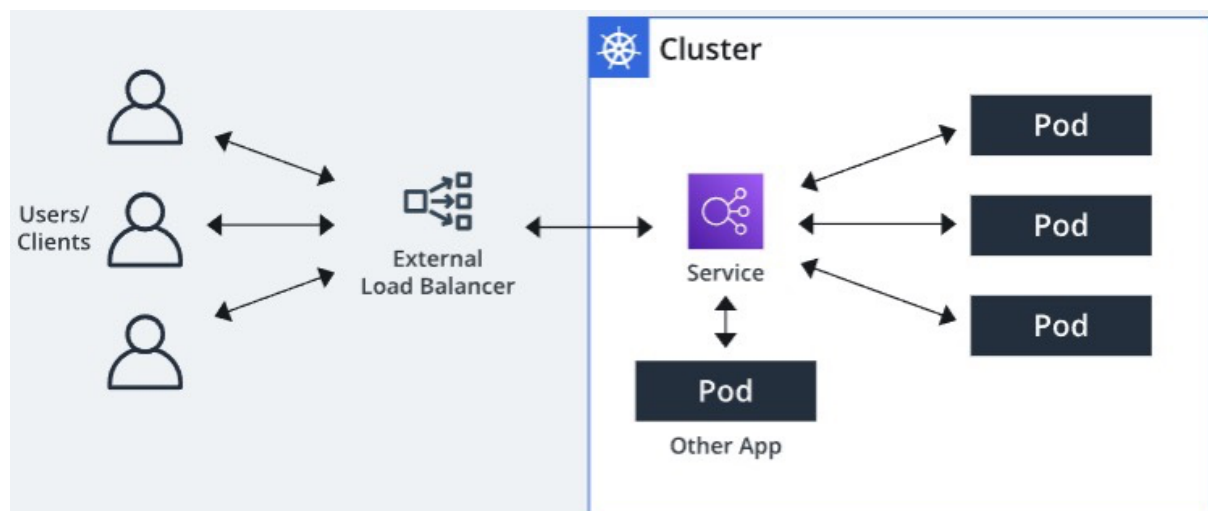 Cluster
Pod
Users/
Clients
External
Load Balancer
Service
Pod
Pod
Pod
Other App